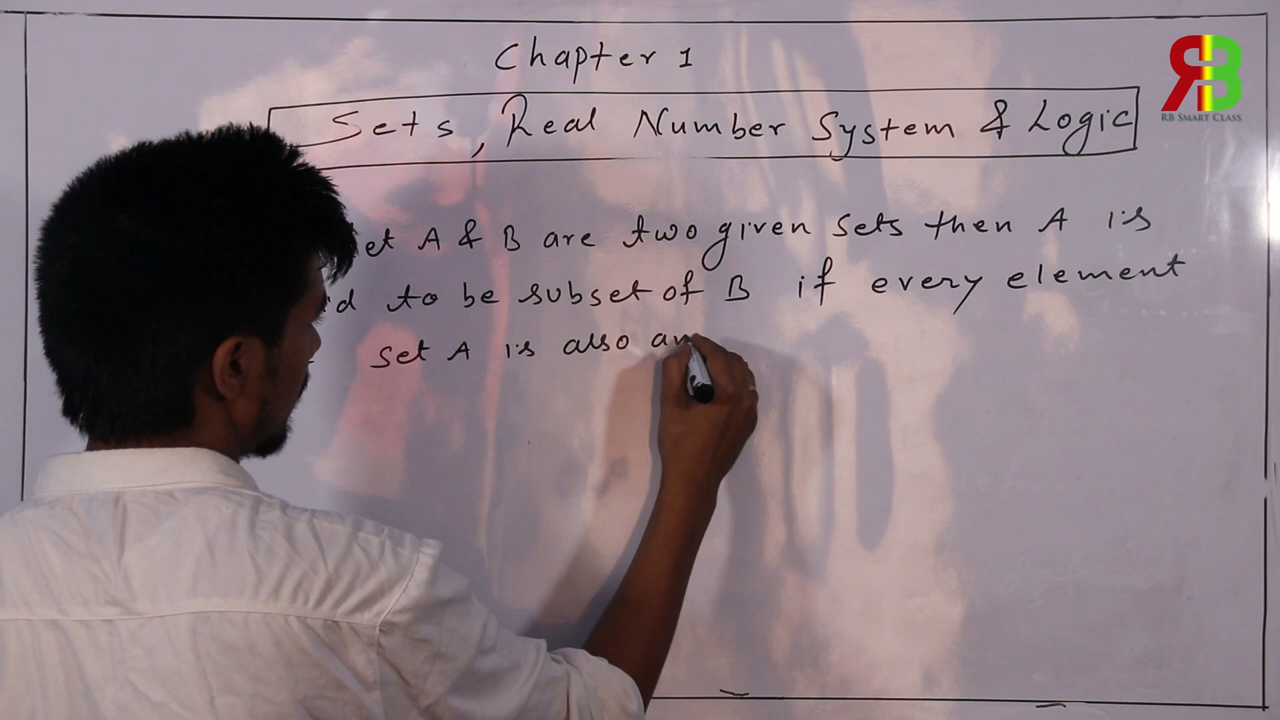 Chapter 1
Sets, Real Number System & Logic
et A & B are two given sets then A is
d to be subset of B if every element
set A is also an
RB SMART CLASS